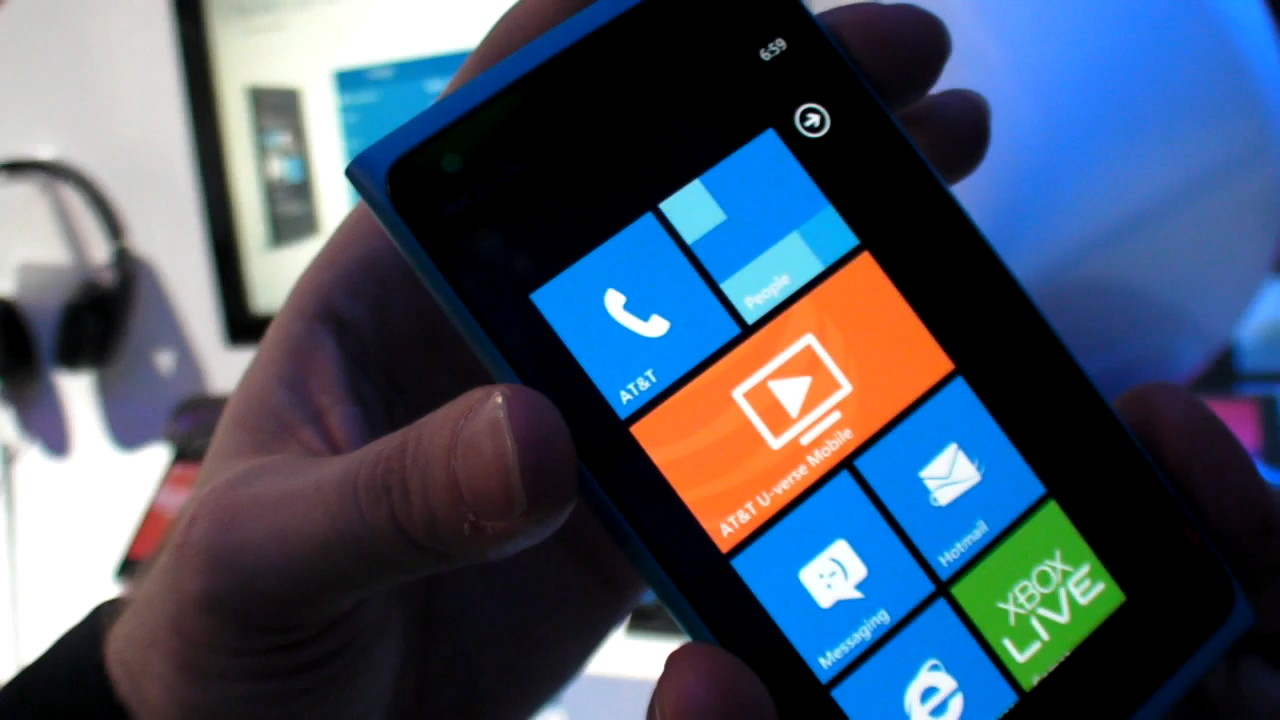 6:59
People
AT&T
AT&T U-verse Mobile
Hotmail
Messaging
XBOX
LIVE